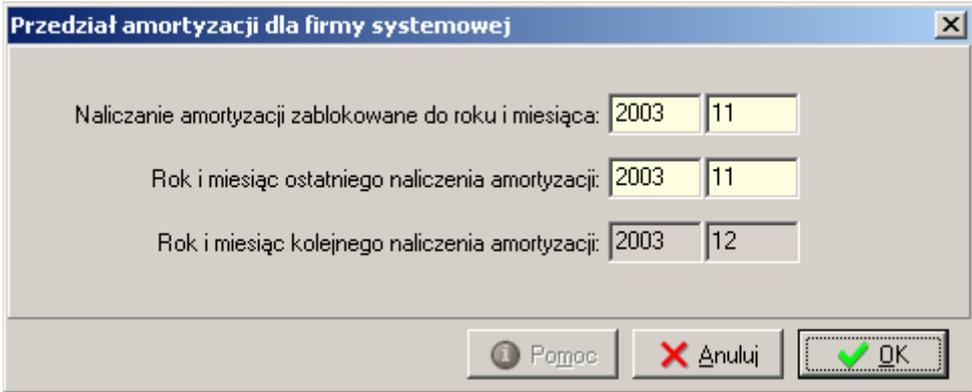 Przedział amortyzacji dla firmy systemowej
Naliczanie amortyzacji zablokowane do roku i miesiąca: 2003 11
Rok i miesiąc ostatniego naliczenia amortyzacji: 2003 11
Rok i miesiąc kolejnego naliczenia amortyzacji: 2003 12
Pomoc Anuluj OK